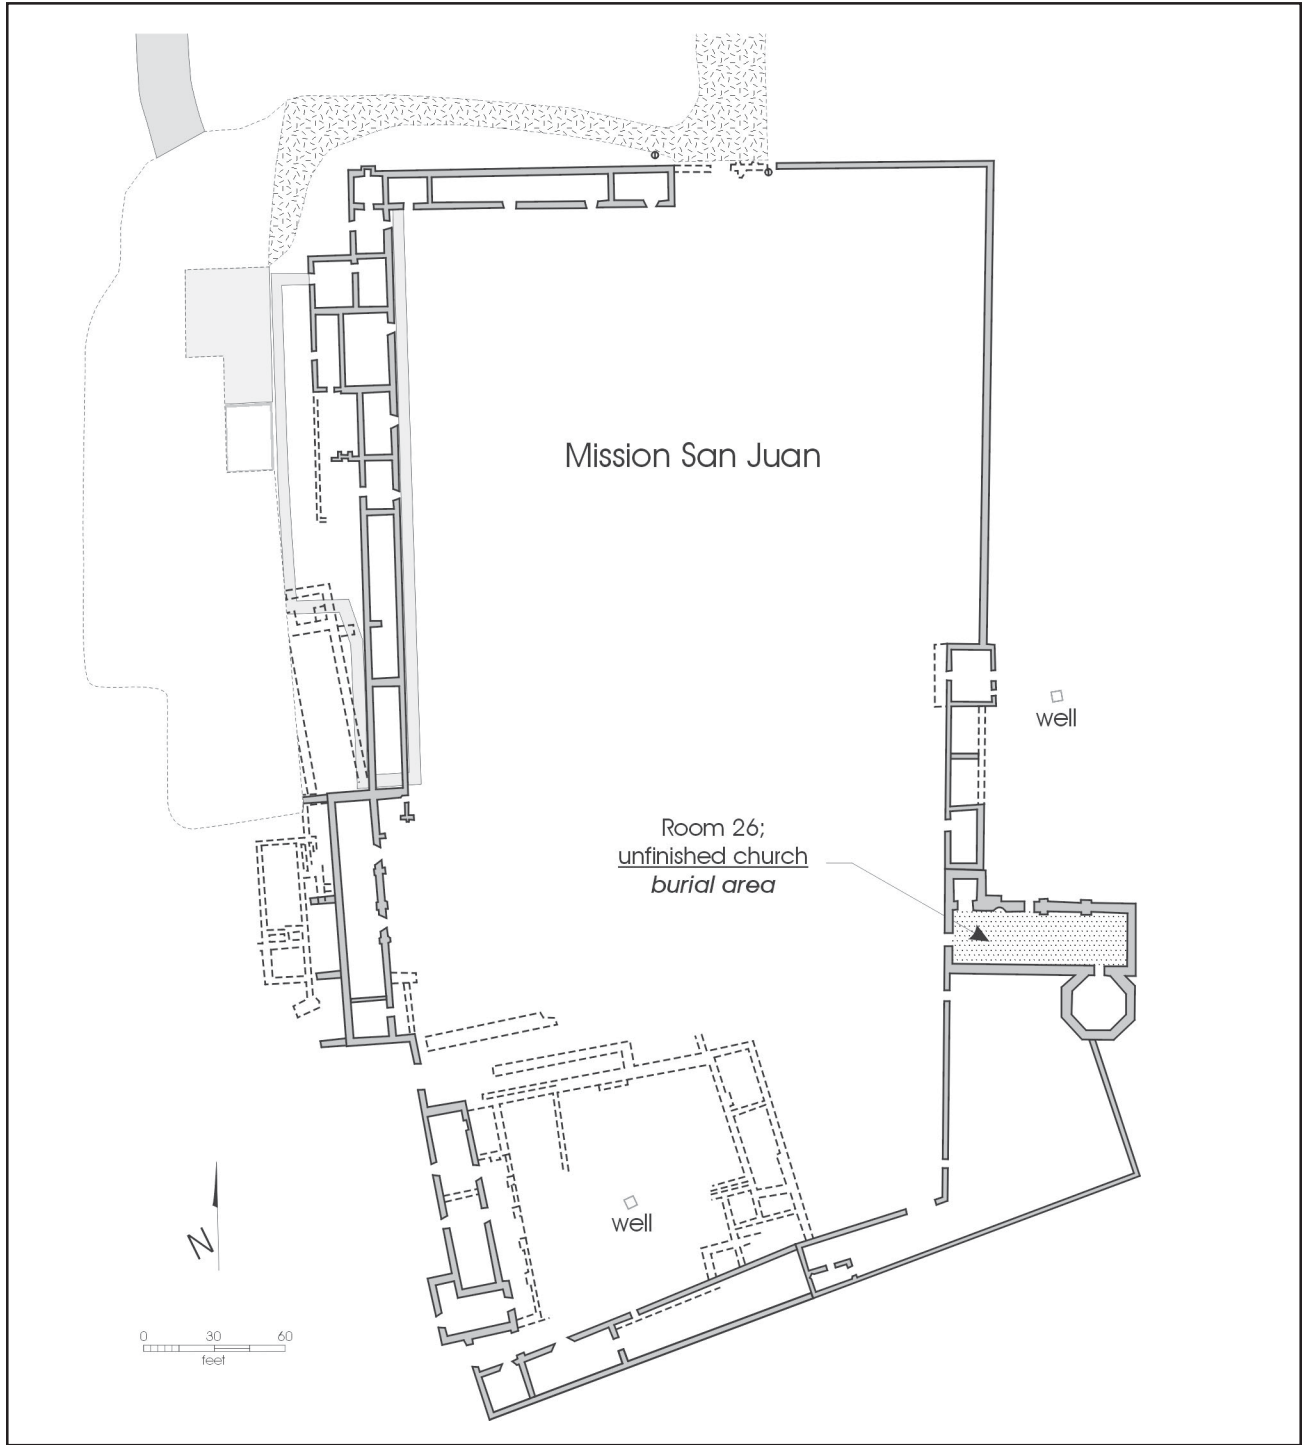 Mission San Juan
well
Room 26;
unfinished church
burial area
well
N
0 30 60
feet